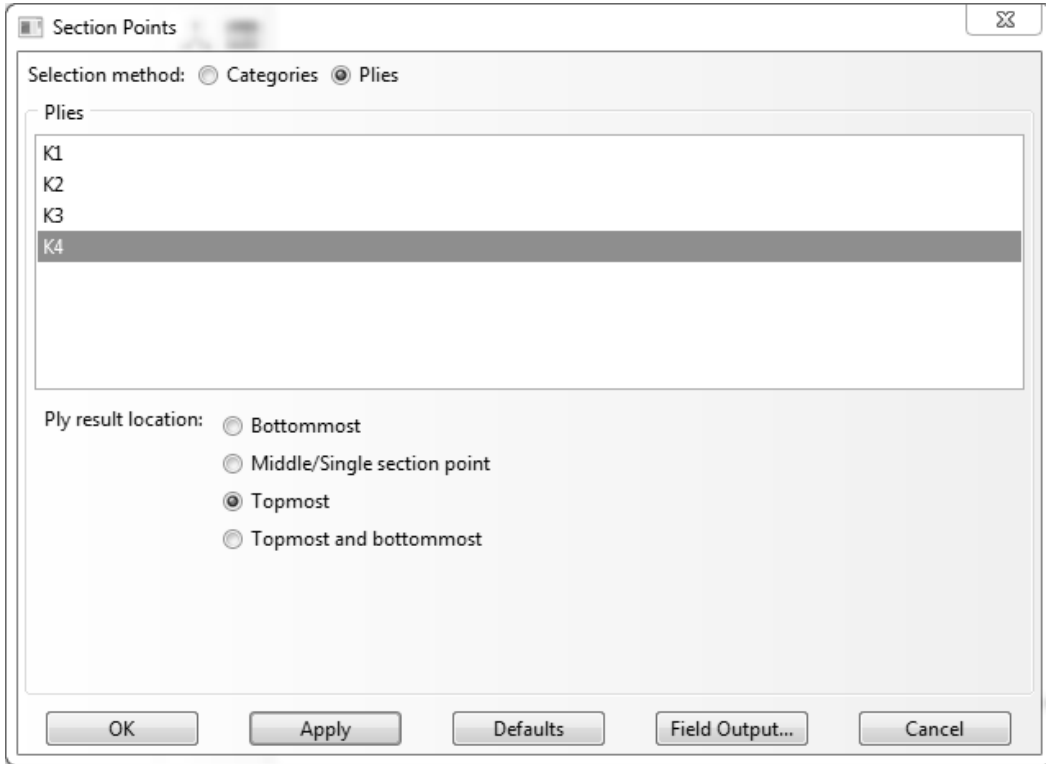 Section Points
Selection method: Categories Plies
Plies
K1
K2
K3
K4
Ply result location: Bottommost
Middle/Single section point
Topmost
Topmost and bottommost
OK Apply Defaults Field Output... Cancel